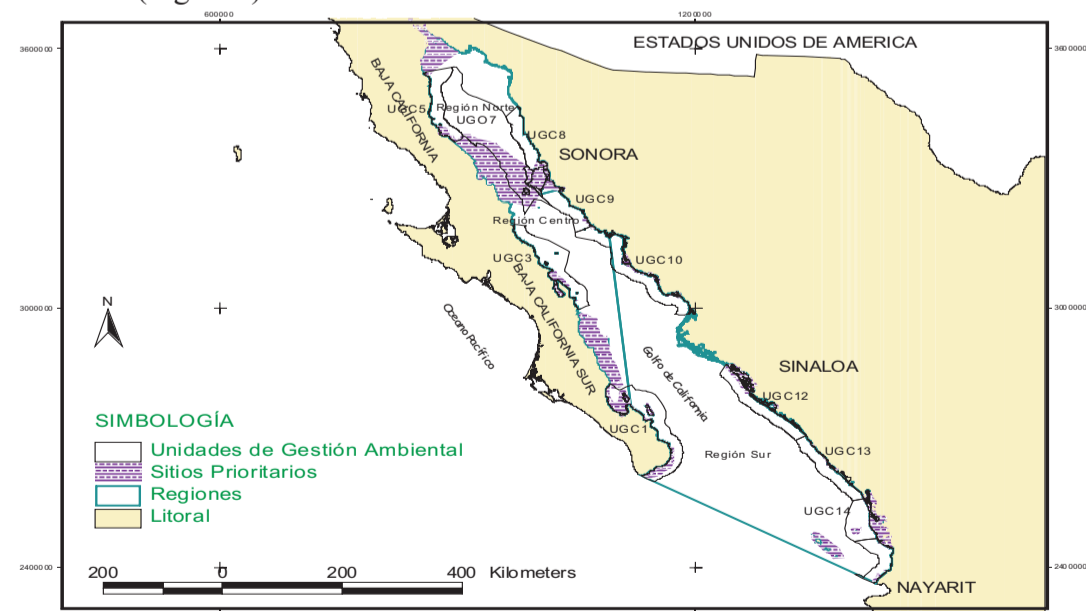 600000
1200000
3600000
3600000
ESTADOS UNIDOS DE AMERICA
BAJA CALIFORNIA
UGC5
Región Norte
UGO7
UGC8
SONORA
UGC9
Región Centro
UGC3
UGC10
BAJA CALIFORNIA SUR
N
3000000
3000000
Oceano Pacífico
Golfo de California
SINALOA
UGC12
UGC1
UGC13
Región Sur
UGC14
SIMBOLOGÍA
Unidades de Gestión Ambiental
Sitios Prioritarios
Regiones
Litoral
2400000
2400000
200 0 200 400 Kilometers
NAYARIT